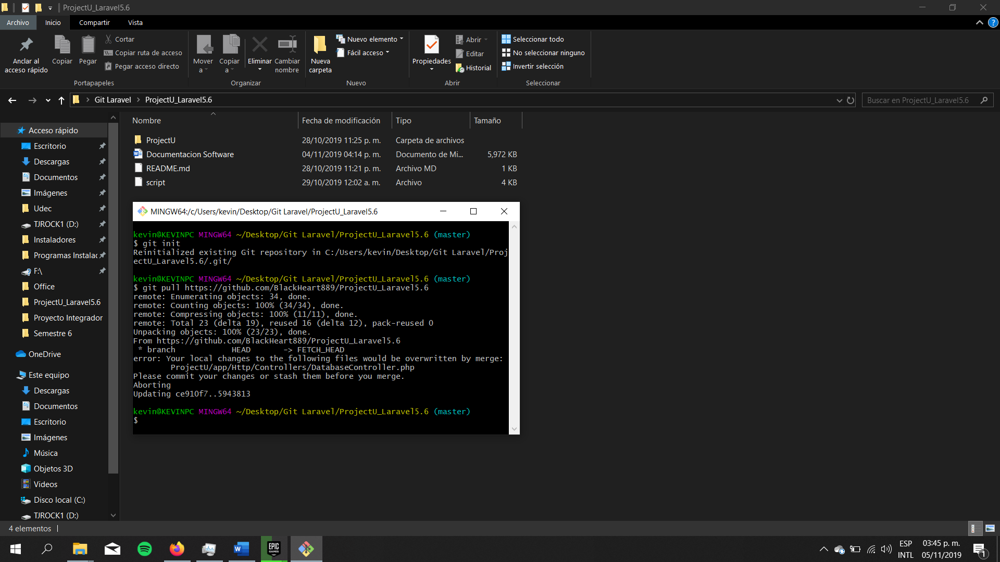 ProjectU_Laravel5.6
Archivo
Inicio
Compartir
Vista
Anclar al
acceso rápido
Copiar
Pegar
Cortar
Copiar ruta de acceso
Pegar acceso directo
Portapapeles
Mover
a
Copiar
a
Eliminar
Cambiar
nombre
Organizar
Nueva
carpeta
Nuevo elemento
Fácil acceso
Nuevo
Propiedades
Abrir
Editar
Historial
Abrir
Seleccionar todo
No seleccionar ninguno
Invertir selección
Seleccionar
Git Laravel > ProjectU_Laravel5.6
Buscar en ProjectU_Laravel5.6
Acceso rápido
Escritorio
Descargas
Documentos
Imágenes
Udec
TJROCK1 (D:)
Instaladores
Programas Instalac
F:\
Office
ProjectU_Laravel5.6
Proyecto Integrador
Semestre 6
OneDrive
Este equipo
Descargas
Documentos
Escritorio
Imágenes
Música
Objetos 3D
Videos
Disco local (C:)
TJROCK1 (D:)
Nombre Fecha de modificación Tipo Tamaño
ProjectU 28/10/2019 11:25 p. m. Carpeta de archivos
Documentacion Software 04/11/2019 04:14 p. m. Documento de Mi... 5,972 KB
README.md 28/10/2019 11:21 p. m. Archivo MD 1 KB
script 29/10/2019 12:02 a. m. Archivo 4 KB
MINGW64:/c/Users/kevin/Desktop/Git Laravel/ProjectU_Laravel5.6
kevin@KEVINPC MINGW64 ~/Desktop/Git Laravel/ProjectU_Laravel5.6 (master)
$ git init
Reinitialized existing Git repository in C:/Users/kevin/Desktop/Git Laravel/Proj
ectU_Laravel5.6/.git/
kevin@KEVINPC MINGW64 ~/Desktop/Git Laravel/ProjectU_Laravel5.6 (master)
$ git pull https://github.com/BlackHeart889/ProjectU_Laravel5.6
remote: Enumerating objects: 34, done.
remote: Counting objects: 100% (34/34), done.
remote: Compressing objects: 100% (11/11), done.
remote: Total 23 (delta 19), reused 16 (delta 12), pack-reused 0
Unpacking objects: 100% (23/23), done.
From https://github.com/BlackHeart889/ProjectU_Laravel5.6
* branch HEAD -> FETCH_HEAD
error: Your local changes to the following files would be overwritten by merge:
ProjectU/app/Http/Controllers/DatabaseController.php
Please commit your changes or stash them before you merge.
Aborting
Updating ce910f7..5943813
kevin@KEVINPC MINGW64 ~/Desktop/Git Laravel/ProjectU_Laravel5.6 (master)
$
4 elementos
EPIC
GAMES
ESP
INTL
03:45 p. m.
05/11/2019
1